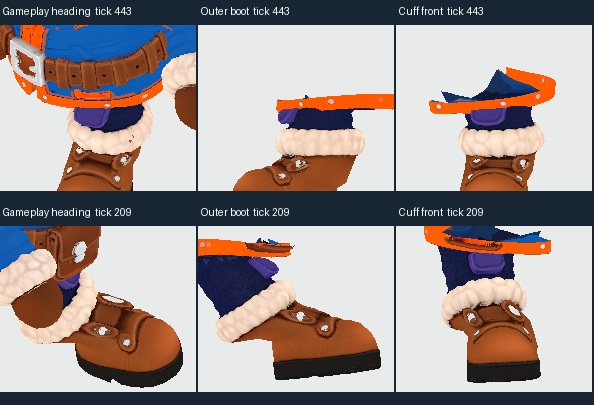 Gameplay heading tick 443
Outer boot tick 443
Cuff front tick 443
Gameplay heading tick 209
Outer boot tick 209
Cuff front tick 209